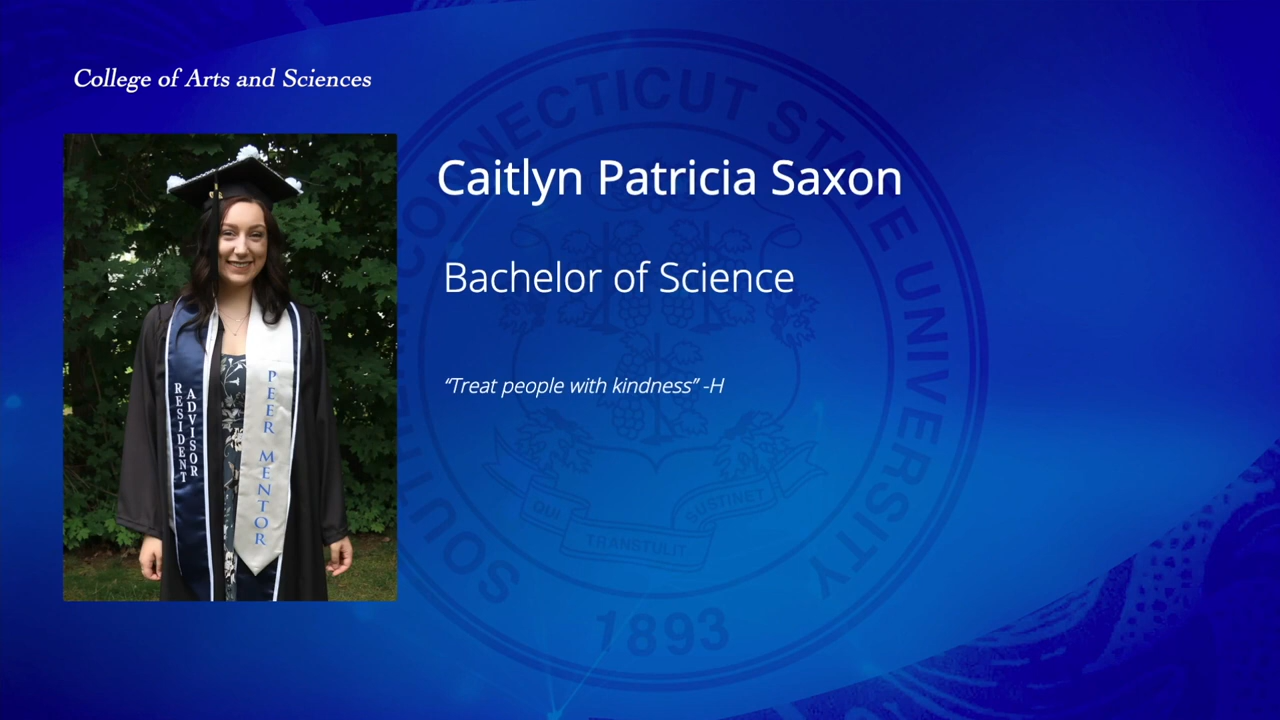 College of Arts and Sciences
Caitlyn Patricia Saxon
Bachelor of Science
“Treat people with kindness” -H
RESIDENT
ADVISOR
PEER MENTOR
SOUTHERN CONNECTICUT STATE UNIVERSITY
QUI
TRANSTULIT
SUSTINET
1893